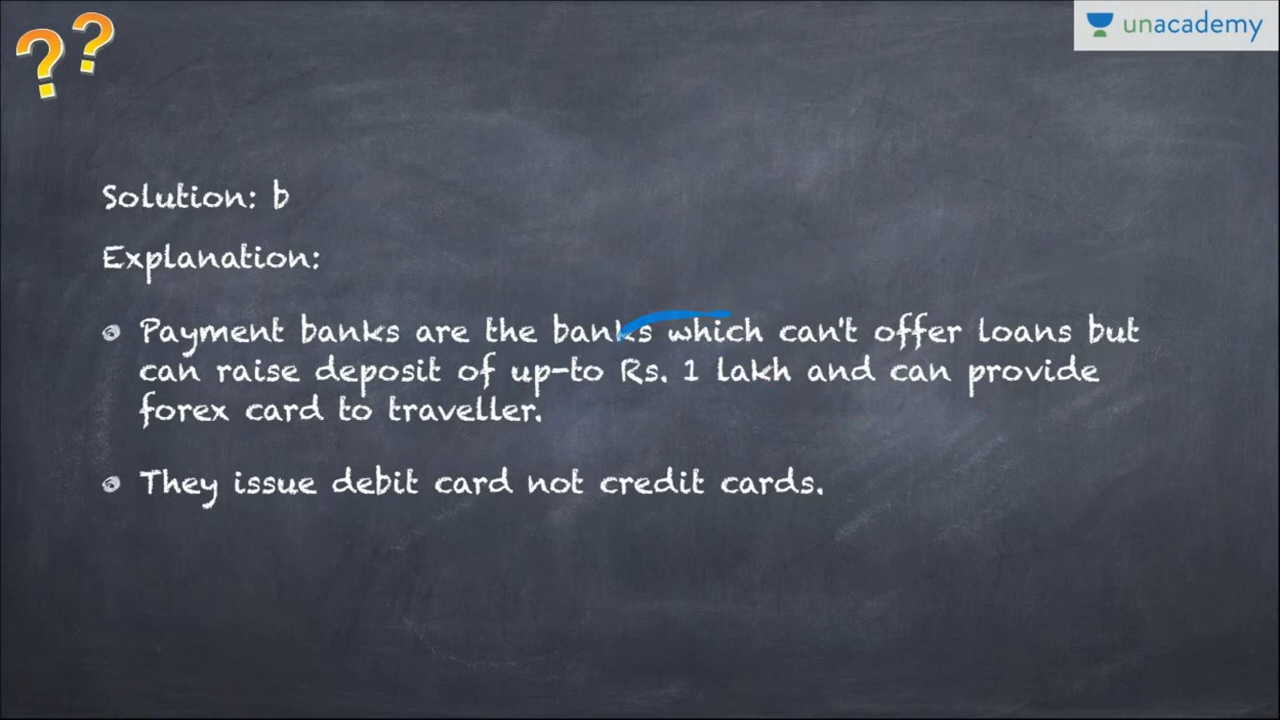 ? ?
unacademy
Solution: b
Explanation:
Payment banks are the banks which can't offer loans but
can raise deposit of up-to Rs. 1 lakh and can provide
forex card to traveller.
They issue debit card not credit cards.